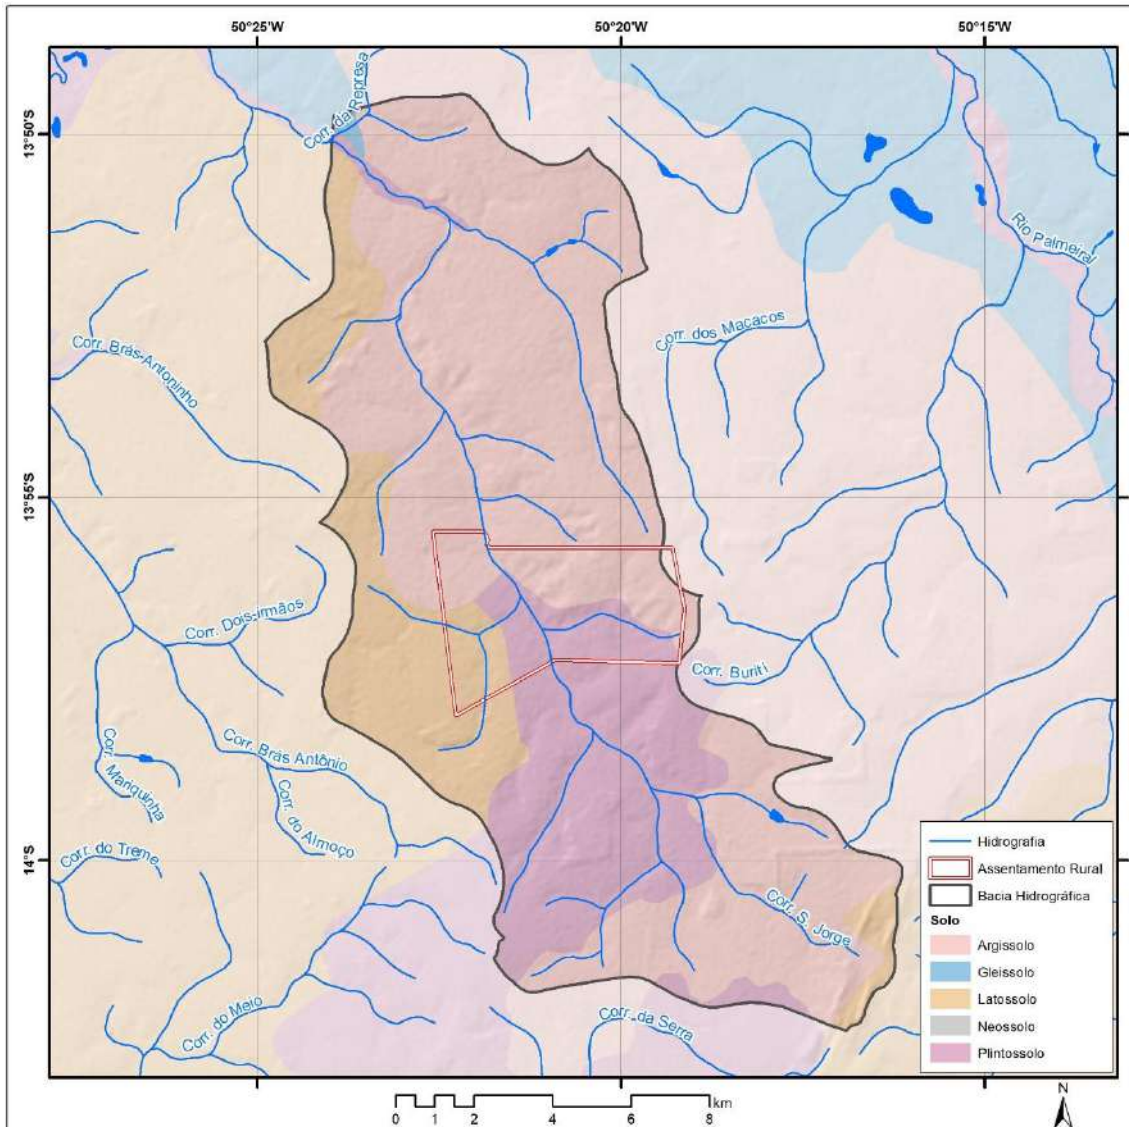 50°25'W
50°20'W
50°15'W
13°50'S
13°55'S
14°S
Corr. da Represa
Rio Palmeiral
Corr. dos Macacos
Corr. Brás-Antoninho
Corr. Dois-irmãos
Corr. Buriti
Corr. Brás Antônio
Corr. Mariquinha
Corr. do Almoço
Corr. do Treme
Corr. S. Jorge
Corr. do Meio
Corr. da Serra
Hidrografia
Assentamento Rural
Bacia Hidrográfica
Solo
Argissolo
Gleissolo
Latossolo
Neossolo
Plintossolo
km
0 1 2 4 6 8
N